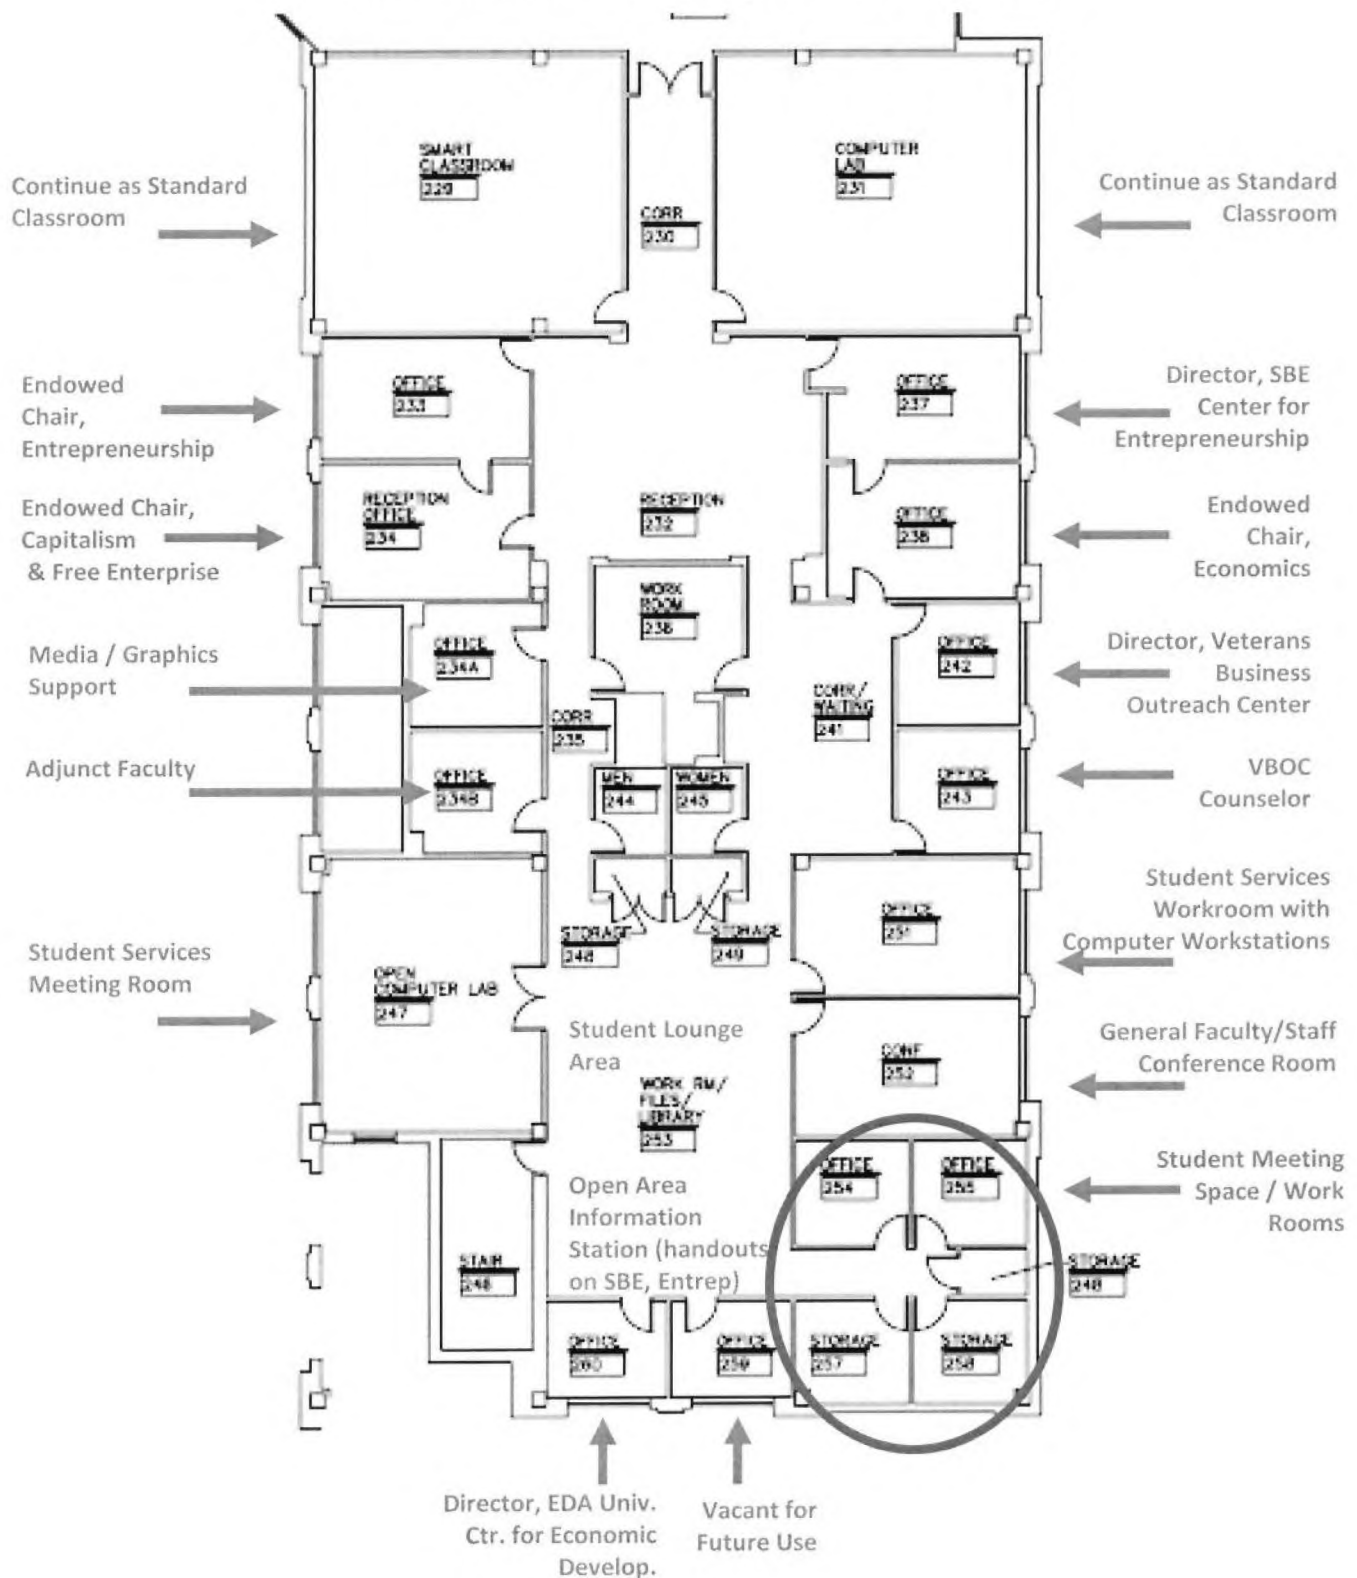 SMART
CLASSROOM
229
COMPUTER
LAB
231
Continue as Standard
Classroom
CORR
230
Continue as Standard
Classroom
Endowed
Chair,
Entrepreneurship
OFFICE
233
OFFICE
237
Director, SBE
Center for
Entrepreneurship
Endowed Chair,
Capitalism
& Free Enterprise
RECEPTION
OFFICE
234
RECEPTION
232
OFFICE
238
Endowed
Chair,
Economics
WORK
ROOM
236
Media / Graphics
Support
OFFICE
234A
OFFICE
242
Director, Veterans
Business
Outreach Center
CORR
235
CORR/
WAITING
241
Adjunct Faculty
OFFICE
234B
MEN
244
WOMEN
245
OFFICE
243
VBOC
Counselor
Student Services
Meeting Room
OPEN
COMPUTER LAB
247
STORAGE
248
STORAGE
249
OFFICE
251
Student Services
Workroom with
Computer Workstations
Student Lounge
Area
WORK RM/
FILES/
LIBRARY
253
CONF
252
General Faculty/Staff
Conference Room
OFFICE
254
OFFICE
255
Student Meeting
Space / Work
Rooms
Open Area
Information
Station (handouts
on SBE, Entrep)
STAIR
246
STORAGE
248
OFFICE
260
OFFICE
259
STORAGE
257
STORAGE
258
Director, EDA Univ.
Ctr. for Economic
Develop.
Vacant for
Future Use